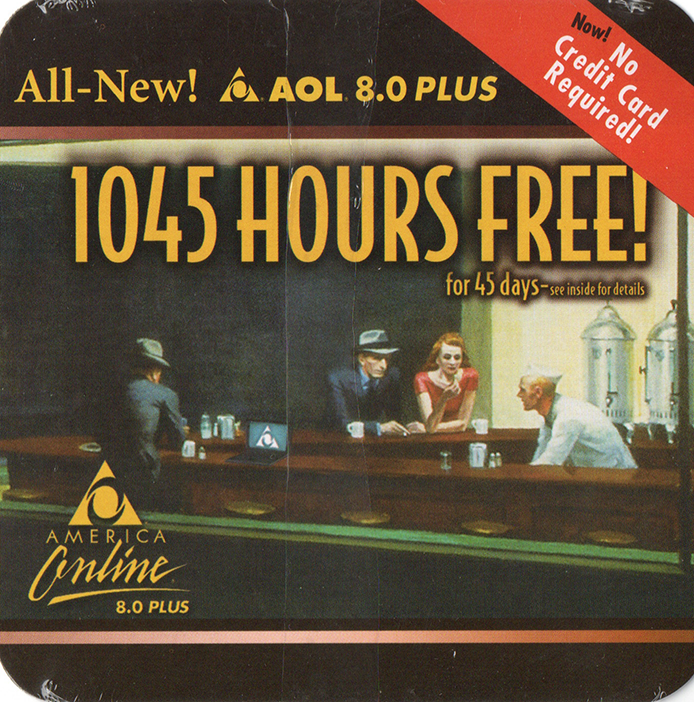 All-New! AOL 8.0 PLUS
Now! No
Credit Card
Required!
1045 HOURS FREE!
for 45 days-see inside for details
AMERICA
Online
8.0 PLUS